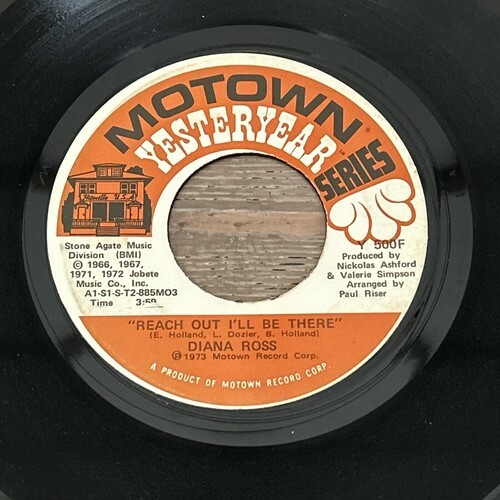 MOTOWN
YESTERYEAR
SERIES
Stone Agate Music
Division (BMI)
© 1966, 1967,
1971, 1972 Jobete
Music Co., Inc.
A1-S1-S-T2-885MO3
Time 3:59
Y 500F
Produced by
Nickolas Ashford
& Valerie Simpson
Arranged by
Paul Riser
"REACH OUT I'LL BE THERE"
(E. Holland, L. Dozier, B. Holland)
DIANA ROSS
℗1973 Motown Record Corp.
A PRODUCT OF MOTOWN RECORD CORP.